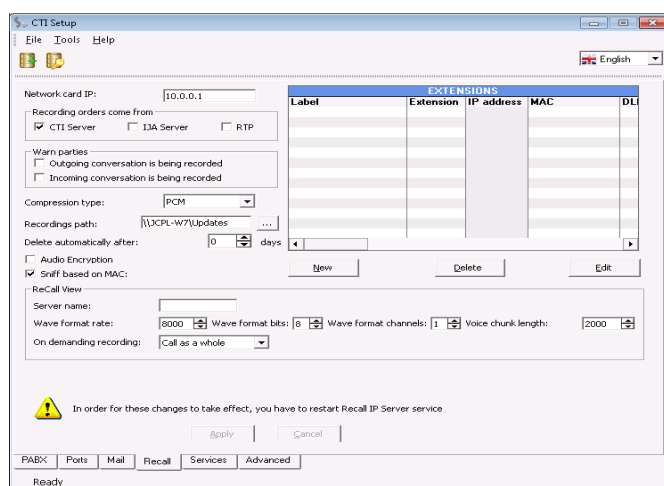 CTI Setup
File Tools Help
English
Network card IP: 10.0.0.1
Recording orders come from
CTI Server IJA Server RTP
Warn parties
Outgoing conversation is being recorded
Incoming conversation is being recorded
Compression type: PCM
Recordings path: \\JCPL-W7\Updates ...
Delete automatically after: 0 days
Audio Encryption
Sniff based on MAC:
EXTENSIONS
Label Extension IP address MAC DLI
New Delete Edit
ReCall View
Server name:
Wave format rate: 8000 Wave format bits: 8 Wave format channels: 1 Voice chunk length: 2000
On demanding recording: Call as a whole
In order for these changes to take effect, you have to restart Recall IP Server service
Apply Cancel
PABX Ports Mail Recall Services Advanced
Ready